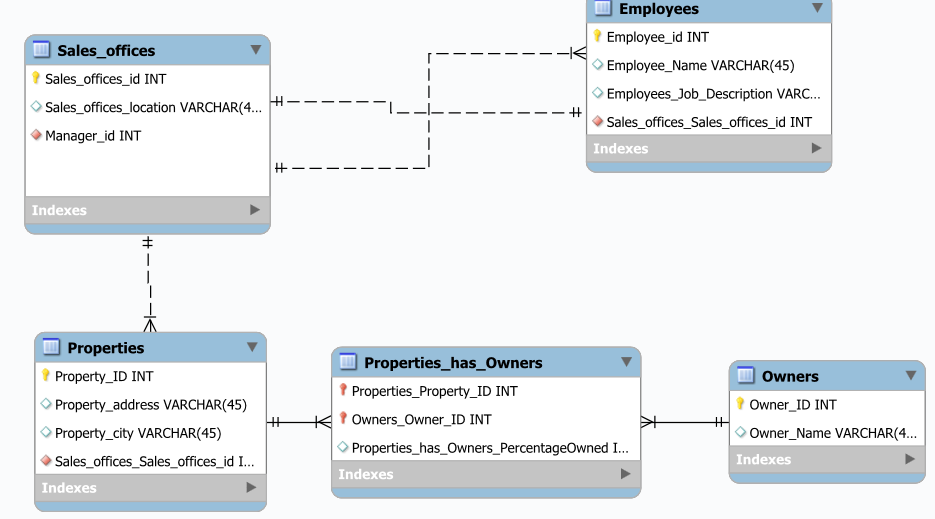 Employees
Employee_id INT
Employee_Name VARCHAR(45)
Employees_Job_Description VARC...
Sales_offices_Sales_offices_id INT
Indexes
Sales_offices
Sales_offices_id INT
Sales_offices_location VARCHAR(4...
Manager_id INT
Indexes
Properties
Property_ID INT
Property_address VARCHAR(45)
Property_city VARCHAR(45)
Sales_offices_Sales_offices_id I...
Indexes
Properties_has_Owners
Properties_Property_ID INT
Owners_Owner_ID INT
Properties_has_Owners_PercentageOwned I...
Indexes
Owners
Owner_ID INT
Owner_Name VARCHAR(4...
Indexes